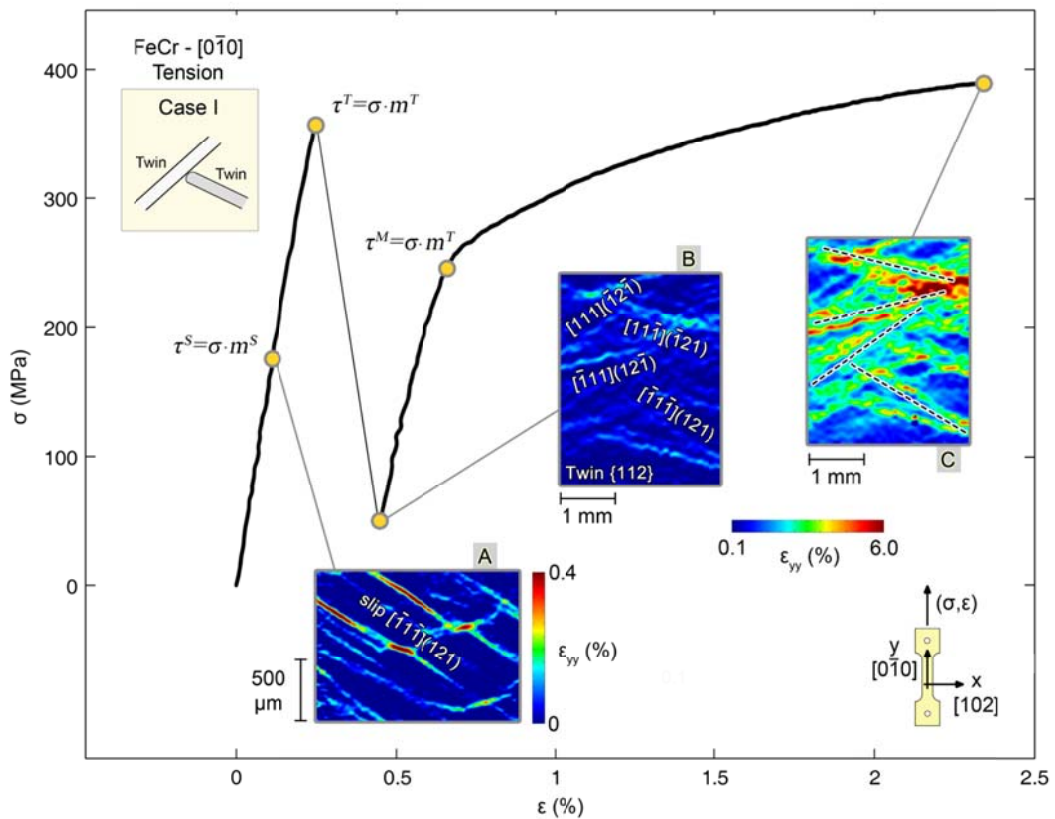 FeCr - [01̅0]
Tension
Case I
Twin
Twin
τᵀ=σ·mᵀ
τᴹ=σ·mᵀ
τˢ=σ·mˢ
σ (MPa)
400
300
200
100
0
A
slip [1̅11̅](121)
500
μm
0.4
εyy (%)
0
B
[111](1̅21̅)
[111̅](1̅21)
[1̅11](121̅)
[1̅11̅](121)
Twin {112}
1 mm
C
1 mm
0.1
6.0
εyy (%)
(σ,ε)
y
[01̅0]
x
[102]
0
0.5
1
1.5
2
2.5
ε (%)